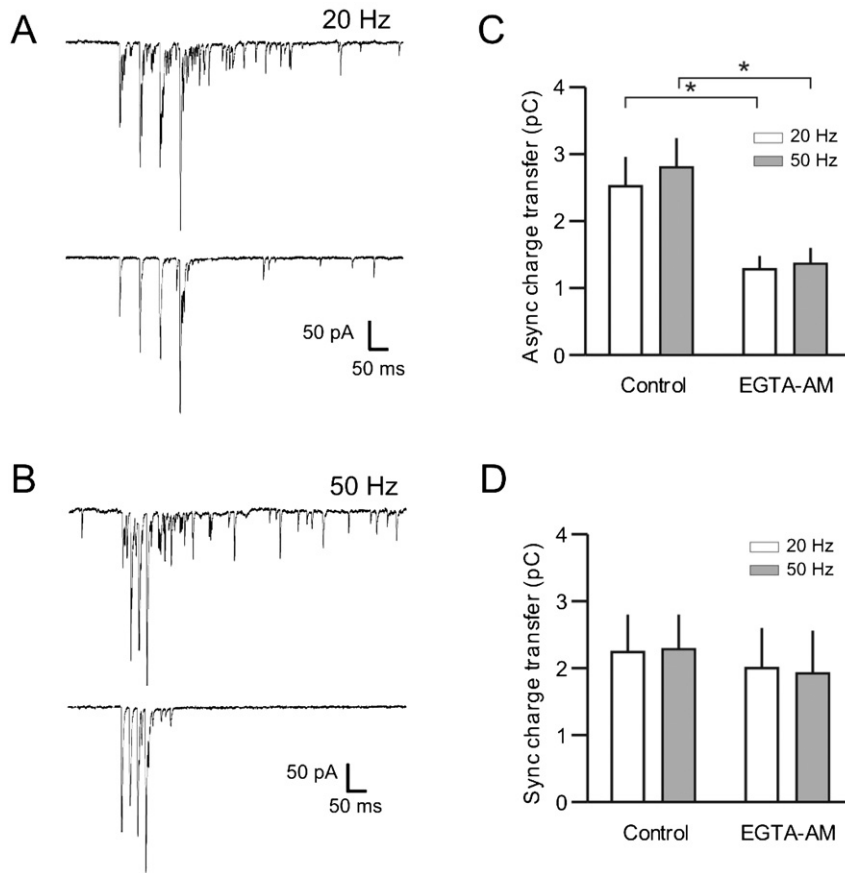 A
20 Hz
50 pA
50 ms
B
50 Hz
50 pA
50 ms
C
* *
Async charge transfer (pC)
4
3
2
1
0
20 Hz
50 Hz
Control EGTA-AM
D
Sync charge transfer (pC)
4
3
2
1
0
20 Hz
50 Hz
Control EGTA-AM